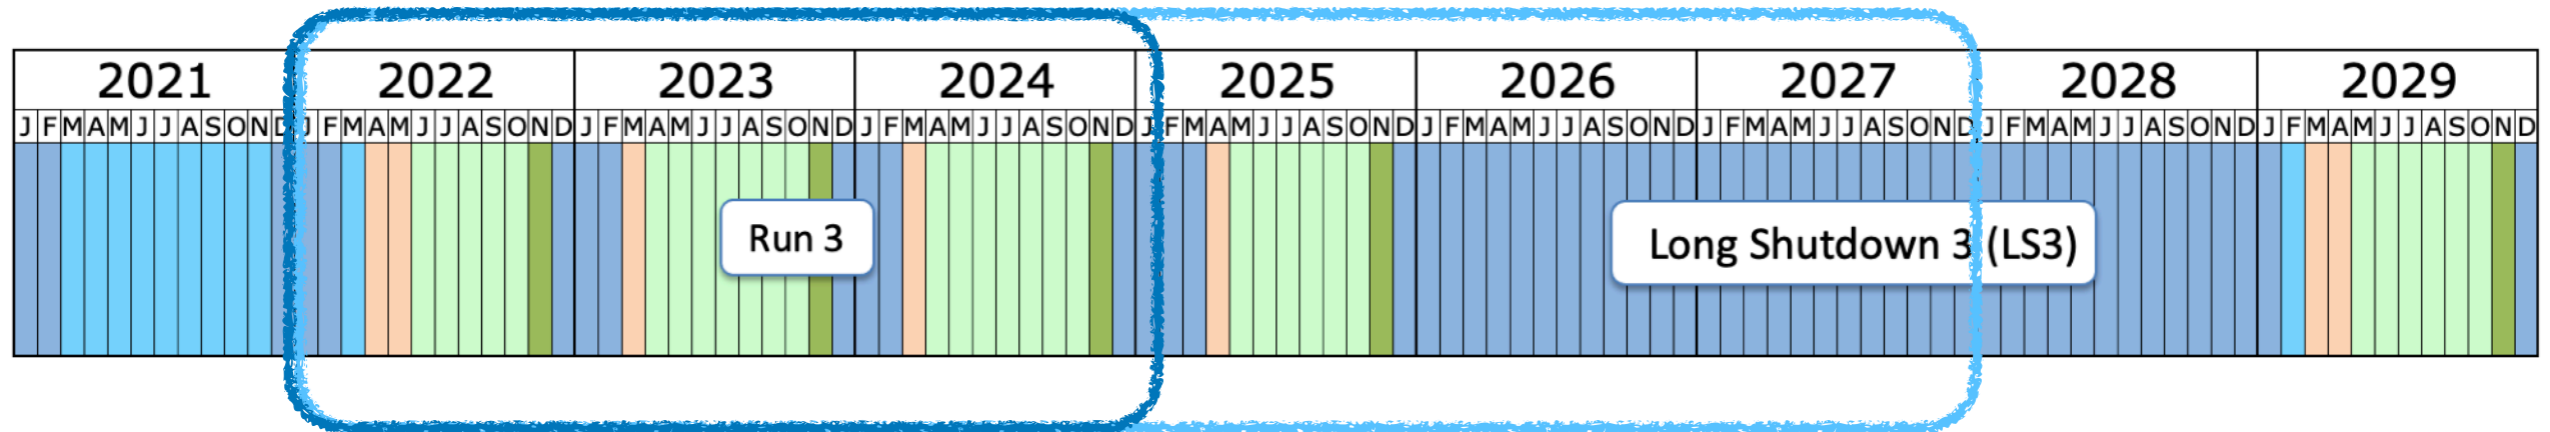 2021 2022 2023 2024 2025 2026 2027 2028 2029
J F M A M J J A S O N D J F M A M J J A S O N D J F M A M J J A S O N D J F M A M J J A S O N D J F M A M J J A S O N D J F M A M J J A S O N D J F M A M J J A S O N D J F M A M J J A S O N D J F M A M J J A S O N D
Run 3
Long Shutdown 3 (LS3)